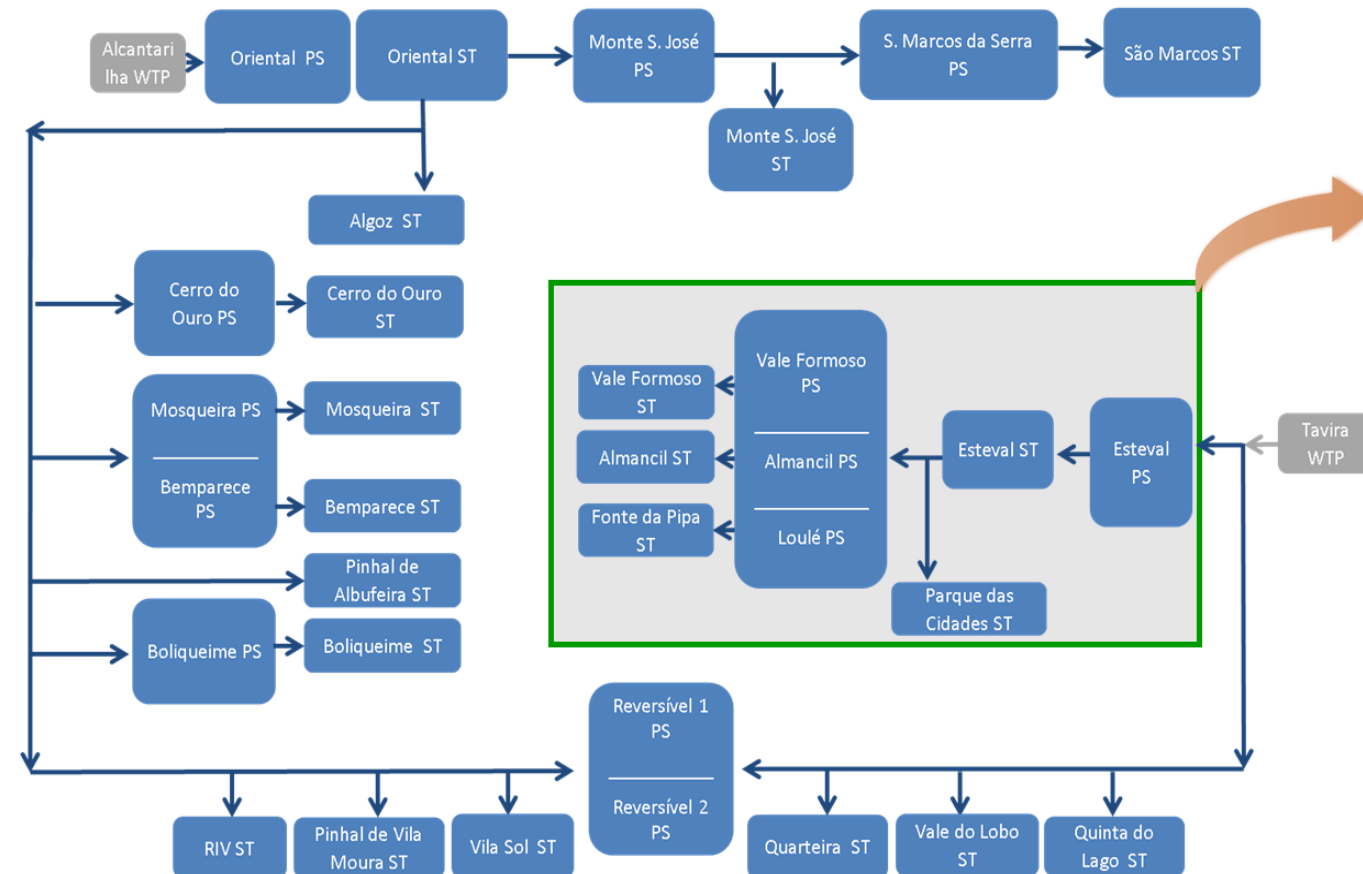 Alcantari
lha WTP
Oriental PS
Oriental ST
Monte S. José
PS
S. Marcos da Serra
PS
São Marcos ST
Monte S. José
ST
Algoz ST
Cerro do
Ouro PS
Cerro do Ouro
ST
Mosqueira PS
Mosqueira ST
Bemparece
PS
Bemparece ST
Pinhal de
Albufeira ST
Boliqueime PS
Boliqueime ST
Vale Formoso
PS
Vale Formoso
ST
Almancil ST
Almancil PS
Fonte da Pipa
ST
Loulé PS
Esteval ST
Esteval
PS
Tavira
WTP
Parque das
Cidades ST
Reversível 1
PS
Reversível 2
PS
RIV ST
Pinhal de Vila
Moura ST
Vila Sol ST
Quarteira ST
Vale do Lobo
ST
Quinta do
Lago ST